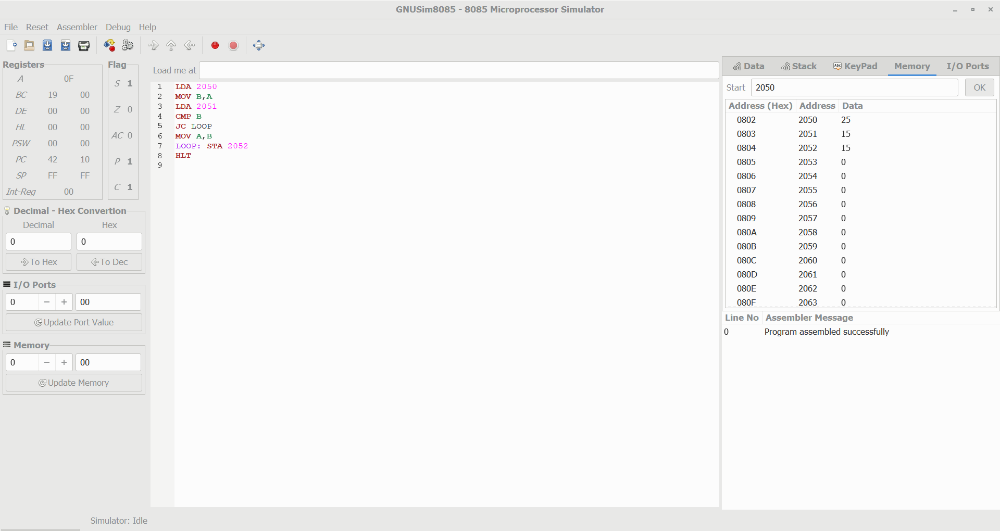 GNUSim8085 - 8085 Microprocessor Simulator
File Reset Assembler Debug Help
Registers
A 0F
BC 19 00
DE 00 00
HL 00 00
PSW 00 00
PC 42 10
SP FF FF
Int-Reg 00
Flag
S 1
Z 0
AC 0
P 1
C 1
Decimal - Hex Convertion
Decimal Hex
0 0
To Hex To Dec
I/O Ports
0 − + 00
Update Port Value
Memory
0 − + 00
Update Memory
Load me at
1 LDA 2050
2 MOV B,A
3 LDA 2051
4 CMP B
5 JC LOOP
6 MOV A,B
7 LOOP: STA 2052
8 HLT
9
Data Stack Abc KeyPad Memory I/O Ports
Start 2050 OK
Address (Hex) Address Data
0802 2050 25
0803 2051 15
0804 2052 15
0805 2053 0
0806 2054 0
0807 2055 0
0808 2056 0
0809 2057 0
080A 2058 0
080B 2059 0
080C 2060 0
080D 2061 0
080E 2062 0
080F 2063 0
Line No Assembler Message
0 Program assembled successfully
Simulator: Idle